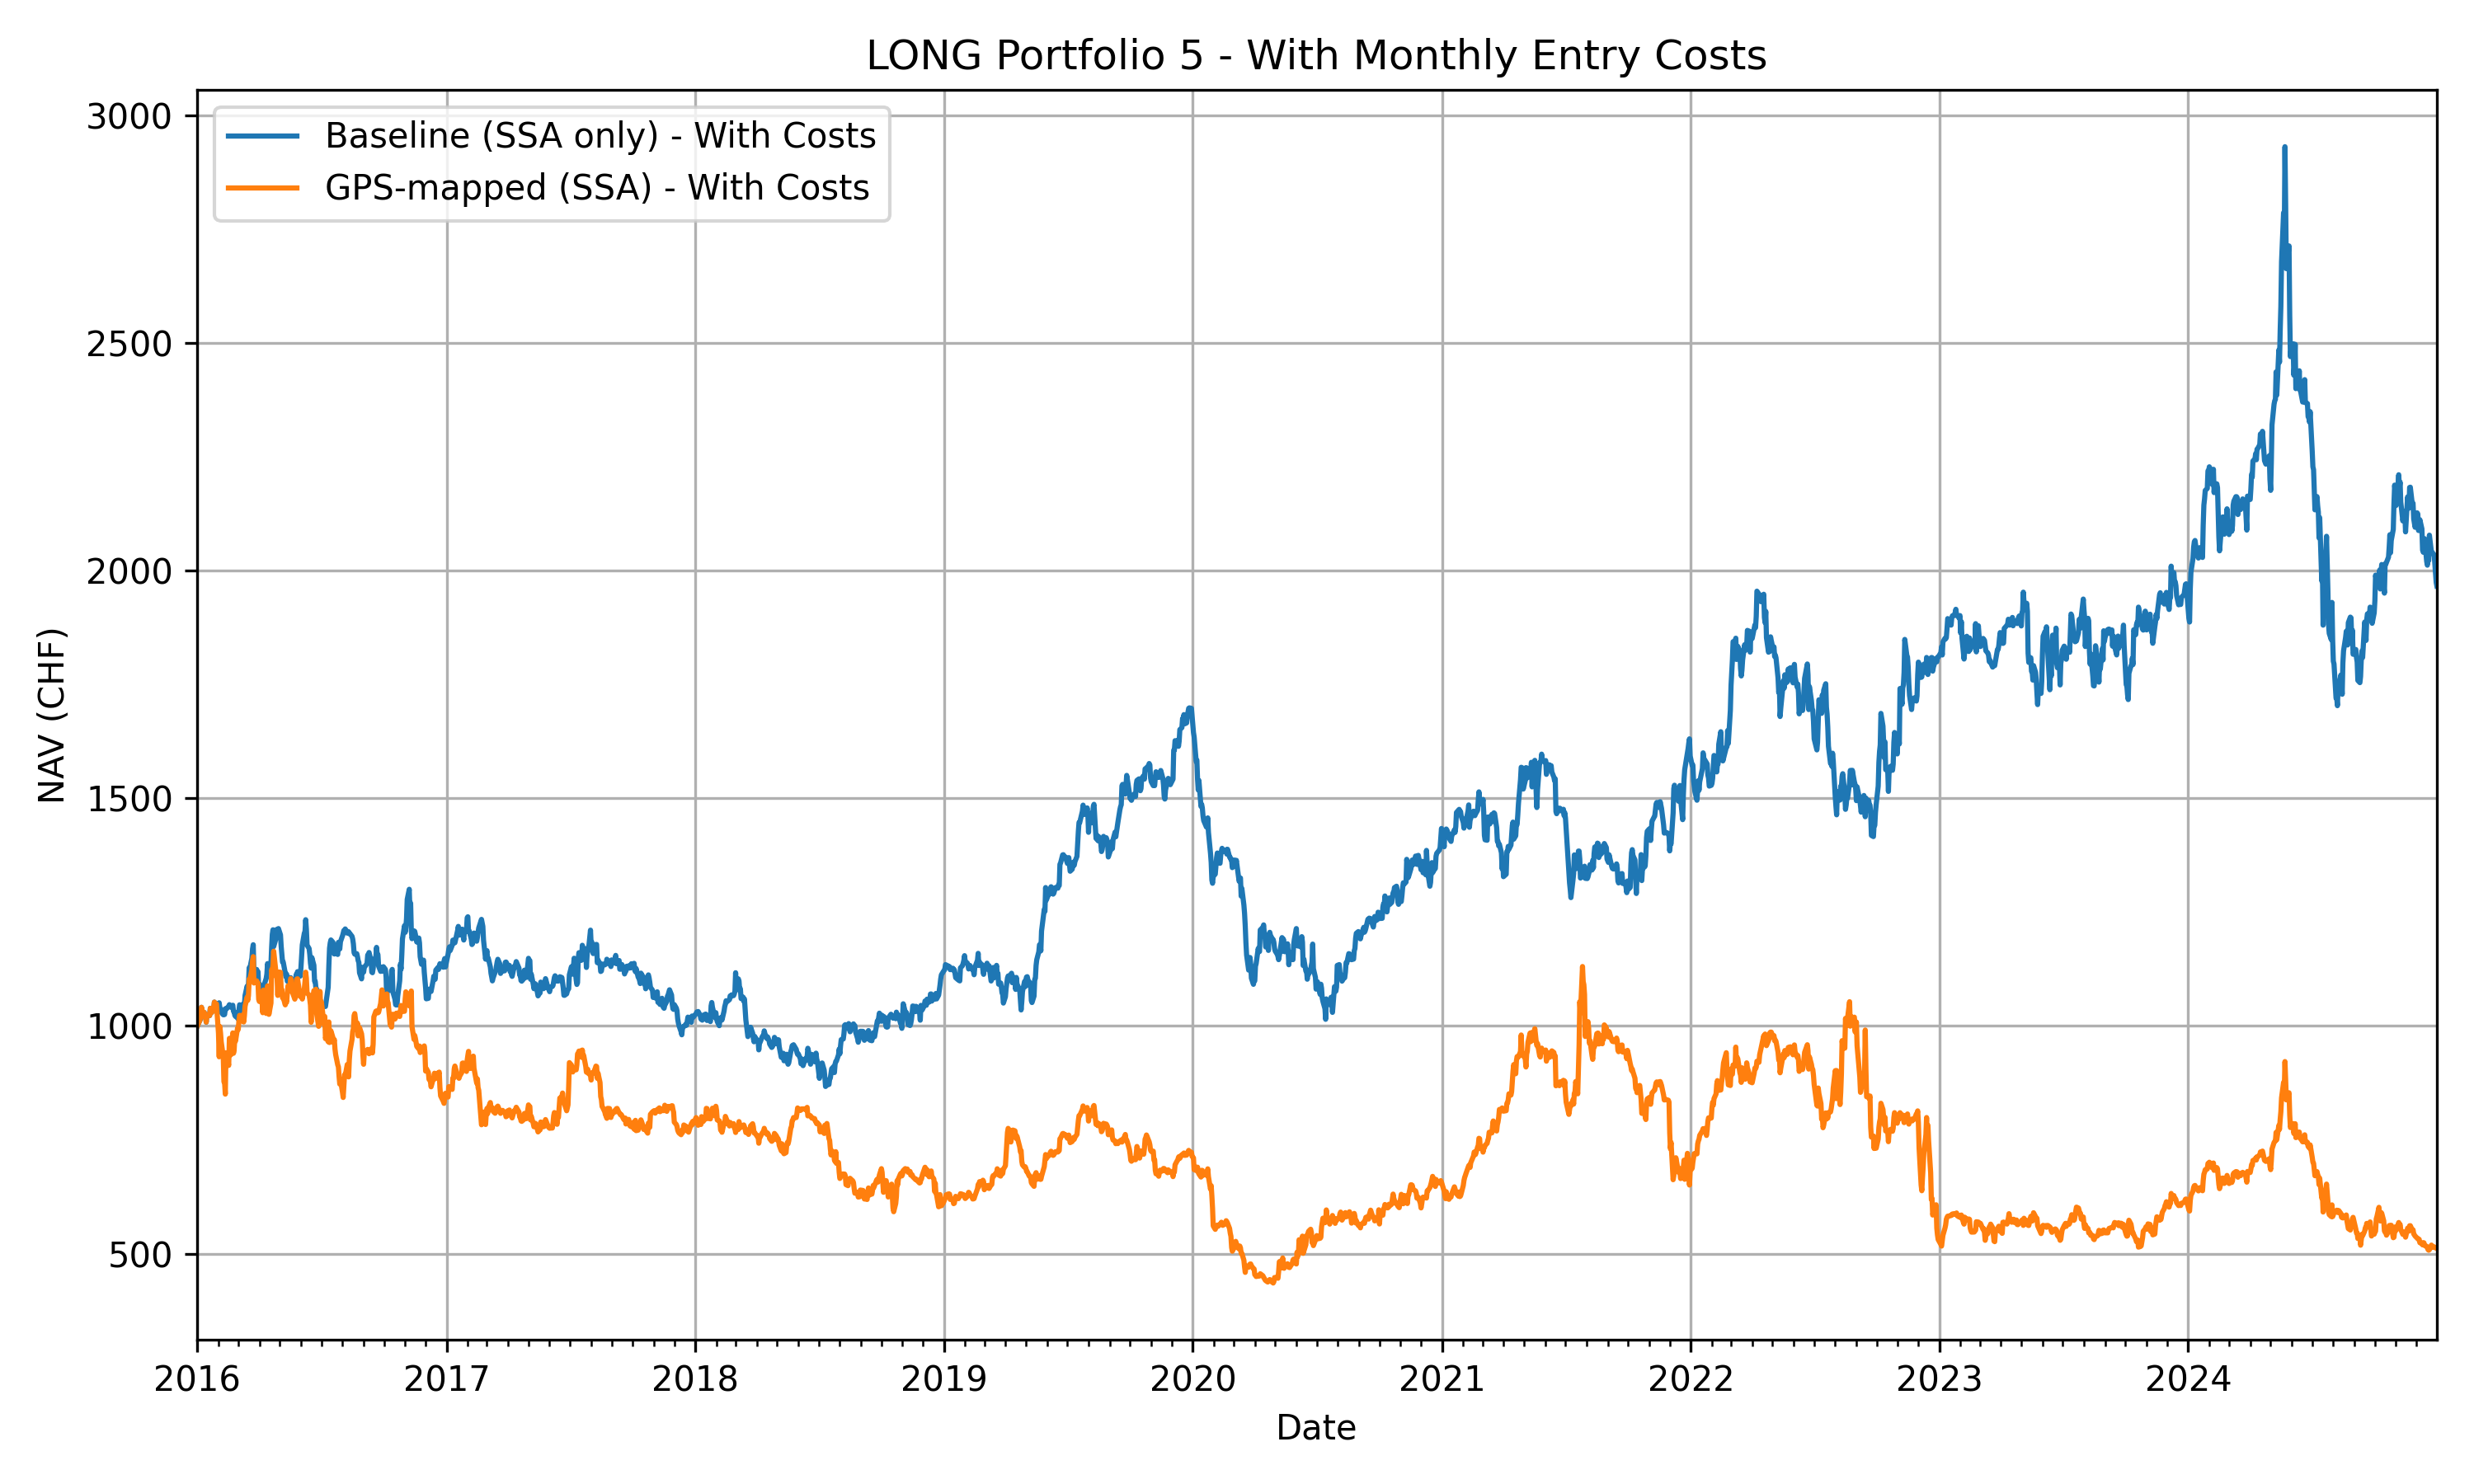 LONG Portfolio 5 - With Monthly Entry Costs
Baseline (SSA only) - With Costs
GPS-mapped (SSA) - With Costs
3000
2500
2000
1500
1000
500
NAV (CHF)
2016 2017 2018 2019 2020 2021 2022 2023 2024
Date